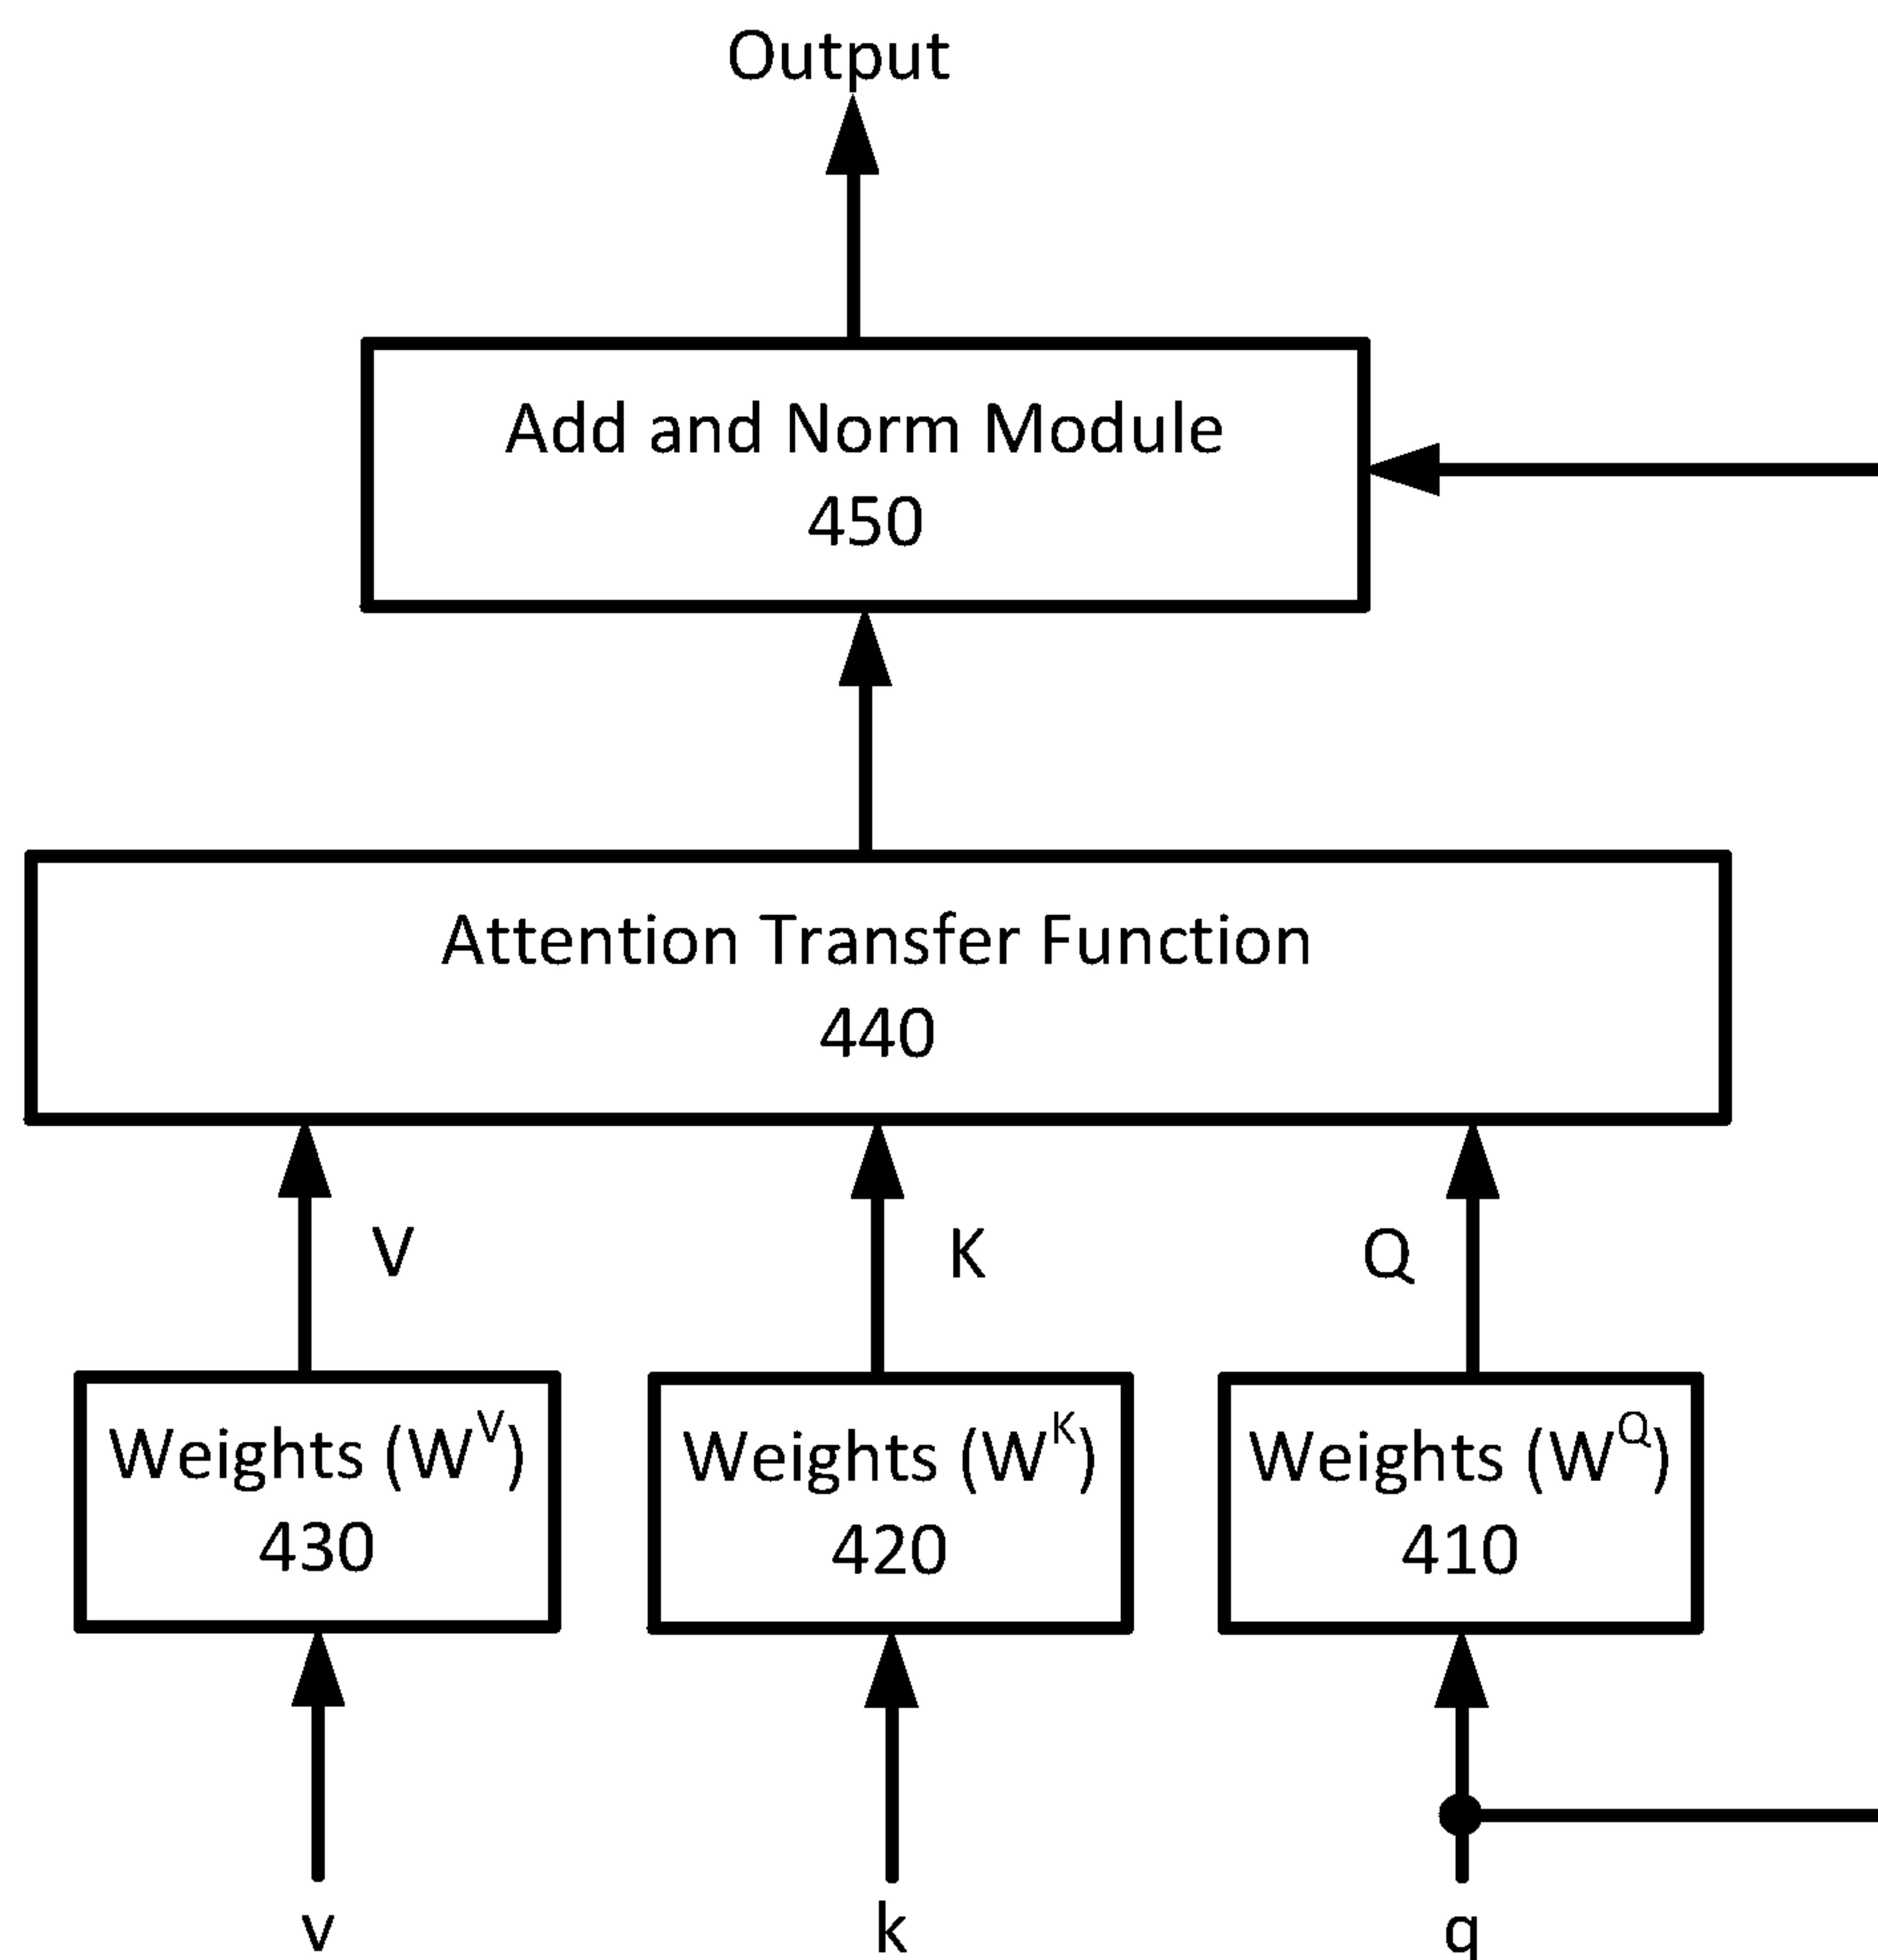 Output
Add and Norm Module
450
Attention Transfer Function
440
V
K
Q
Weights (W^V)
430
Weights (W^K)
420
Weights (W^Q)
410
v
k
q